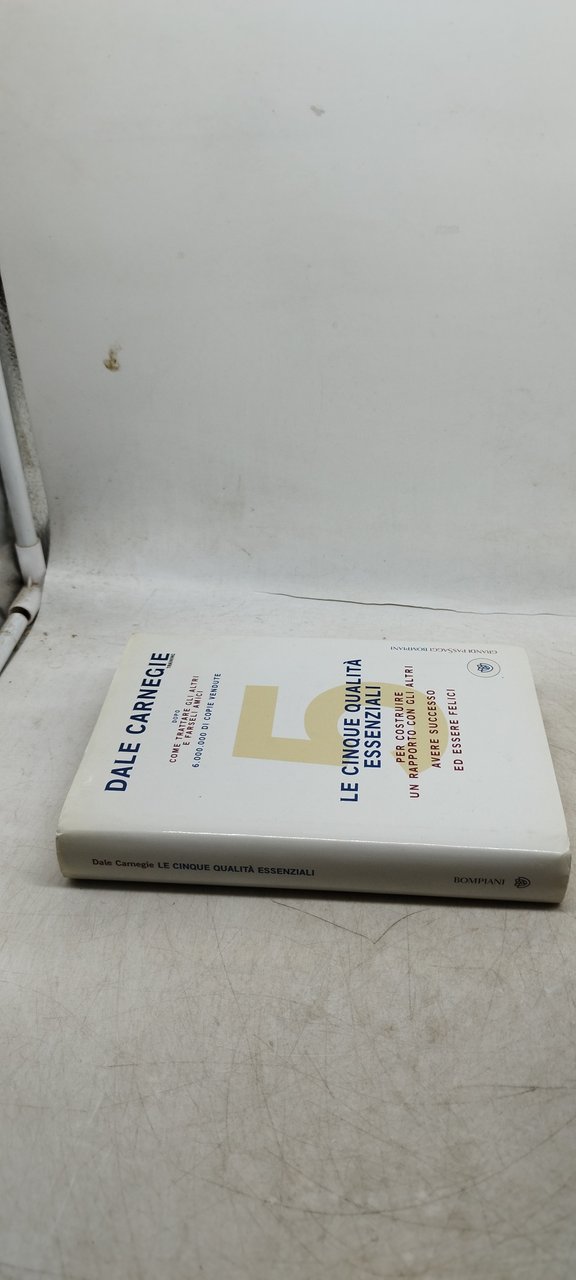 DALE CARNEGIE
TRAINING
DOPO
COME TRATTARE GLI ALTRI
E FARSELI AMICI
6.000.000 DI COPIE VENDUTE
5
LE CINQUE QUALITÀ
ESSENZIALI
PER COSTRUIRE
UN RAPPORTO CON GLI ALTRI
AVERE SUCCESSO
ED ESSERE FELICI
GRANDI PASSAGGI BOMPIANI
Dale Carnegie LE CINQUE QUALITÀ ESSENZIALI
BOMPIANI